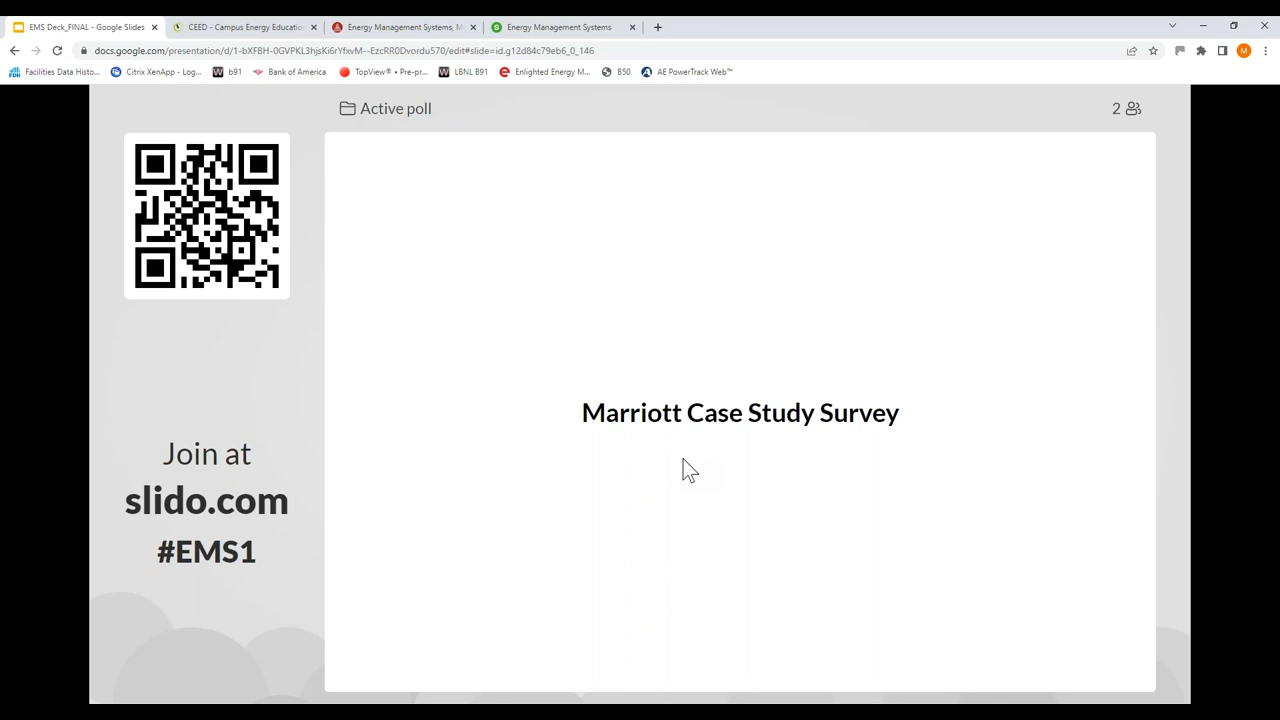 EMS Deck_FINAL - Google Slides
CEED - Campus Energy Educatio
Energy Management Systems, M
Energy Management Systems
docs.google.com/presentation/d/1-bXFBH-0GVPKL3hjsKi6rYfxvM--EzcRR0Dvordu570/edit#slide=id.g12d84c79eb6_0_146
M
Facilities Data Histo...
Citrix XenApp - Log...
b91
Bank of America
TopView® • Pre-pr...
LBNL B91
Enlighted Energy M...
B50
AE PowerTrack Web™
Active poll
2
Marriott Case Study Survey
Join at
slido.com
#EMS1